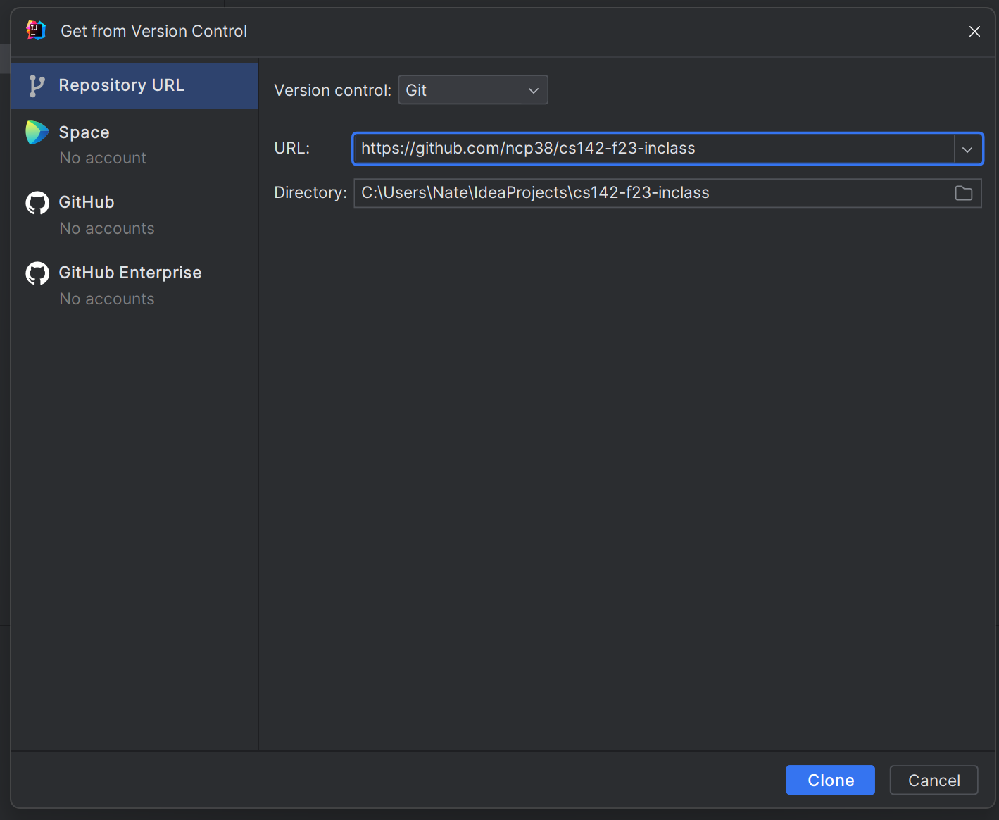 Get from Version Control
Repository URL
Space
No account
GitHub
No accounts
GitHub Enterprise
No accounts
Version control: Git
URL: https://github.com/ncp38/cs142-f23-inclass
Directory: C:\Users\Nate\IdeaProjects\cs142-f23-inclass
Clone Cancel